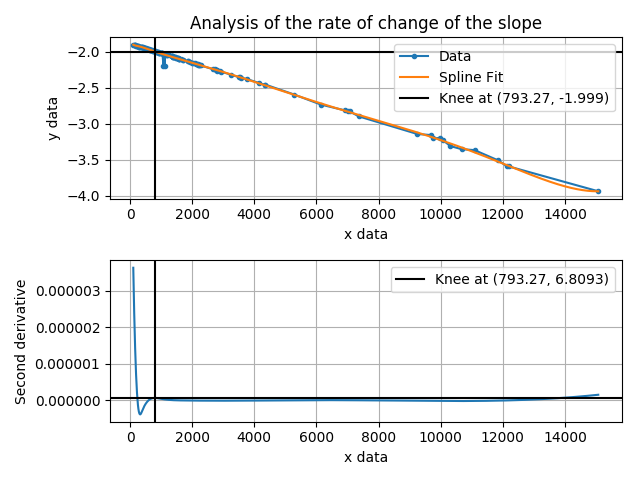 Analysis of the rate of change of the slope
−2.0
−2.5
−3.0
−3.5
−4.0
y data
Data
Spline Fit
Knee at (793.27, -1.999)
0 2000 4000 6000 8000 10000 12000 14000
x data
0.000003
0.000002
0.000001
0.000000
Second derivative
Knee at (793.27, 6.8093)
0 2000 4000 6000 8000 10000 12000 14000
x data